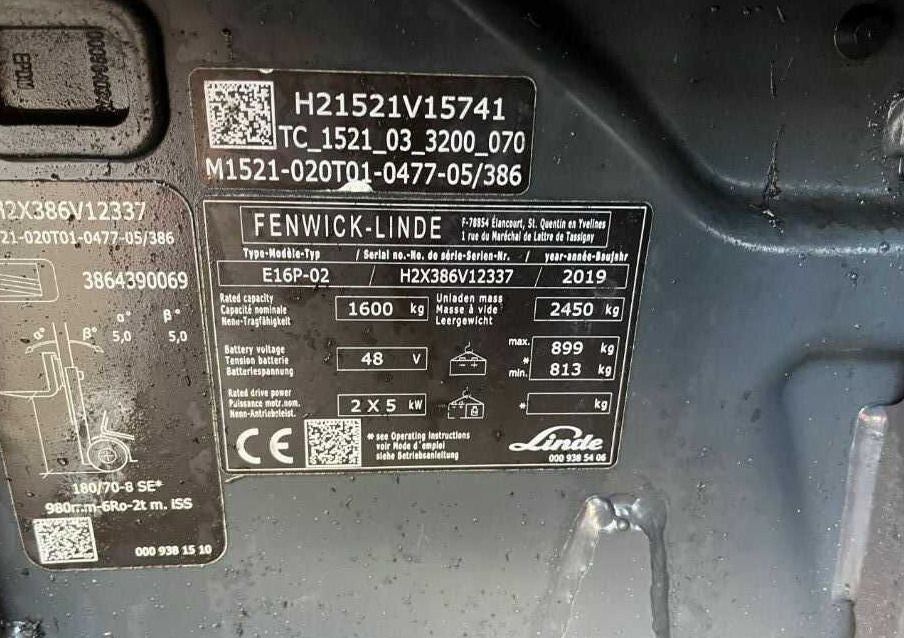 H21521V15741
TC_1521_03_3200_070
M1521-020T01-0477-05/386
H2X386V12337
21-020T01-0477-05/386
3864390069
α° β°
5,0 5,0
α° β°
180/70-8 SE*
980mm-6Ro-2t m. iSS
000 938 15 10
FENWICK-LINDE
F-78854 Élancourt, St. Quentin en Yvelines
1 rue du Maréchal de Lattre de Tassigny
Type-Modèle-Typ / Serial no.-No. de série-Serien-Nr. / year-année-Baujahr
E16P-02 / H2X386V12337 / 2019
Rated capacity
Capacité nominale
Nenn-Tragfähigkeit
1600 kg
Unladen mass
Masse à vide
Leergewicht
2450 kg
Battery voltage
Tension batterie
Batteriespannung
48 V
max. 899 kg
*
min. 813 kg
Rated drive power
Puissance motr.nom.
Nenn-Antriebsleist.
2 X 5 kW
* kg
CE
* see Operating instructions
voir Mode d'emploi
siehe Betriebsanleitung
Linde
000 938 54 06